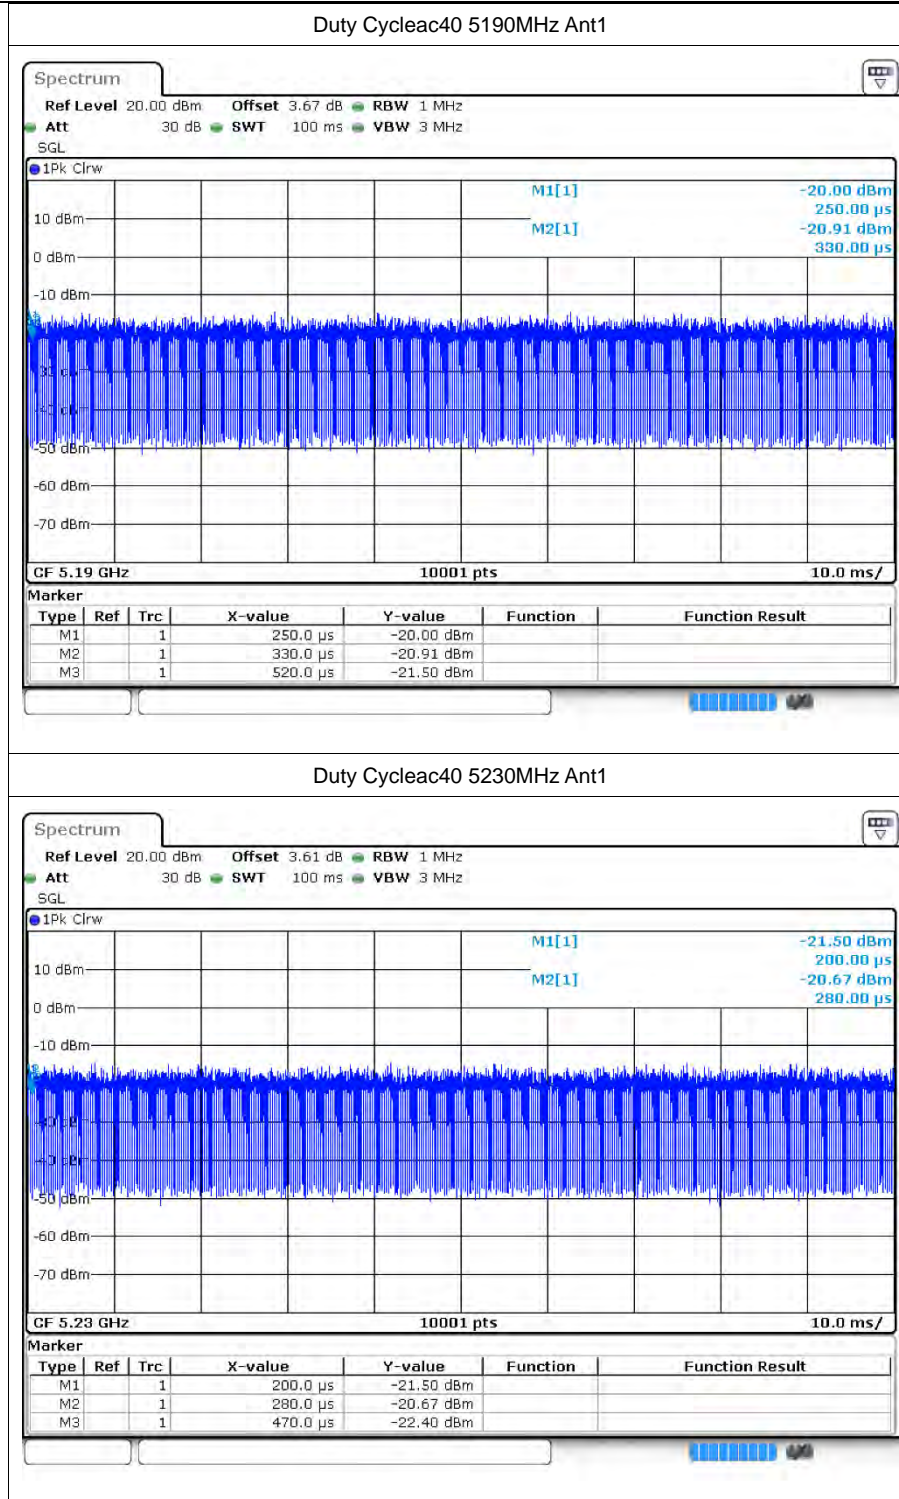 Duty Cycleac40 5190MHz Ant1
Spectrum
Ref Level 20.00 dBm Offset 3.67 dB RBW 1 MHz
Att 30 dB SWT 100 ms VBW 3 MHz
SGL
1Pk Clrw
M1[1] -20.00 dBm
250.00 µs
10 dBm
M2[1] -20.91 dBm
330.00 µs
0 dBm
-10 dBm
-50 dBm
-60 dBm
-70 dBm
CF 5.19 GHz 10001 pts 10.0 ms/
Marker
Type Ref Trc X-value Y-value Function Function Result
M1 1 250.0 µs -20.00 dBm
M2 1 330.0 µs -20.91 dBm
M3 1 520.0 µs -21.50 dBm
Duty Cycleac40 5230MHz Ant1
Spectrum
Ref Level 20.00 dBm Offset 3.61 dB RBW 1 MHz
Att 30 dB SWT 100 ms VBW 3 MHz
SGL
1Pk Clrw
M1[1] -21.50 dBm
200.00 µs
10 dBm
M2[1] -20.67 dBm
280.00 µs
0 dBm
-10 dBm
-50 dBm
-60 dBm
-70 dBm
CF 5.23 GHz 10001 pts 10.0 ms/
Marker
Type Ref Trc X-value Y-value Function Function Result
M1 1 200.0 µs -21.50 dBm
M2 1 280.0 µs -20.67 dBm
M3 1 470.0 µs -22.40 dBm